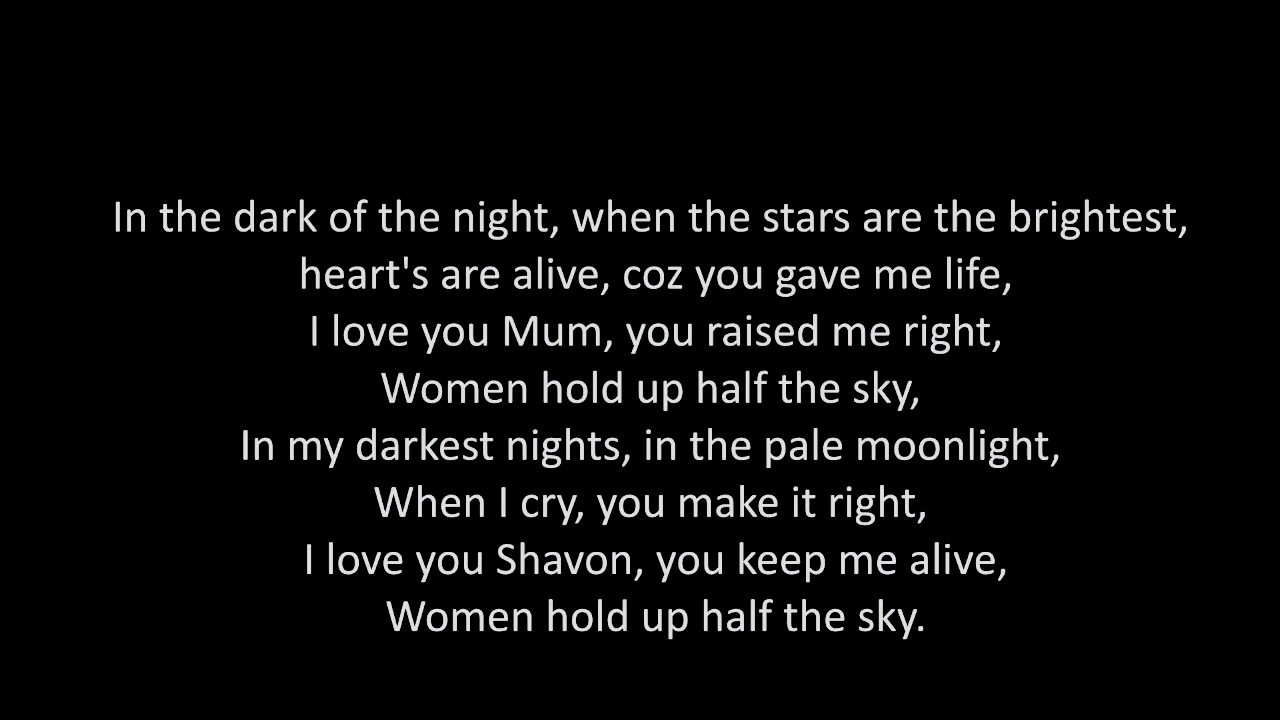 In the dark of the night, when the stars are the brightest,
heart's are alive, coz you gave me life,
I love you Mum, you raised me right,
Women hold up half the sky,
In my darkest nights, in the pale moonlight,
When I cry, you make it right,
I love you Shavon, you keep me alive,
Women hold up half the sky.